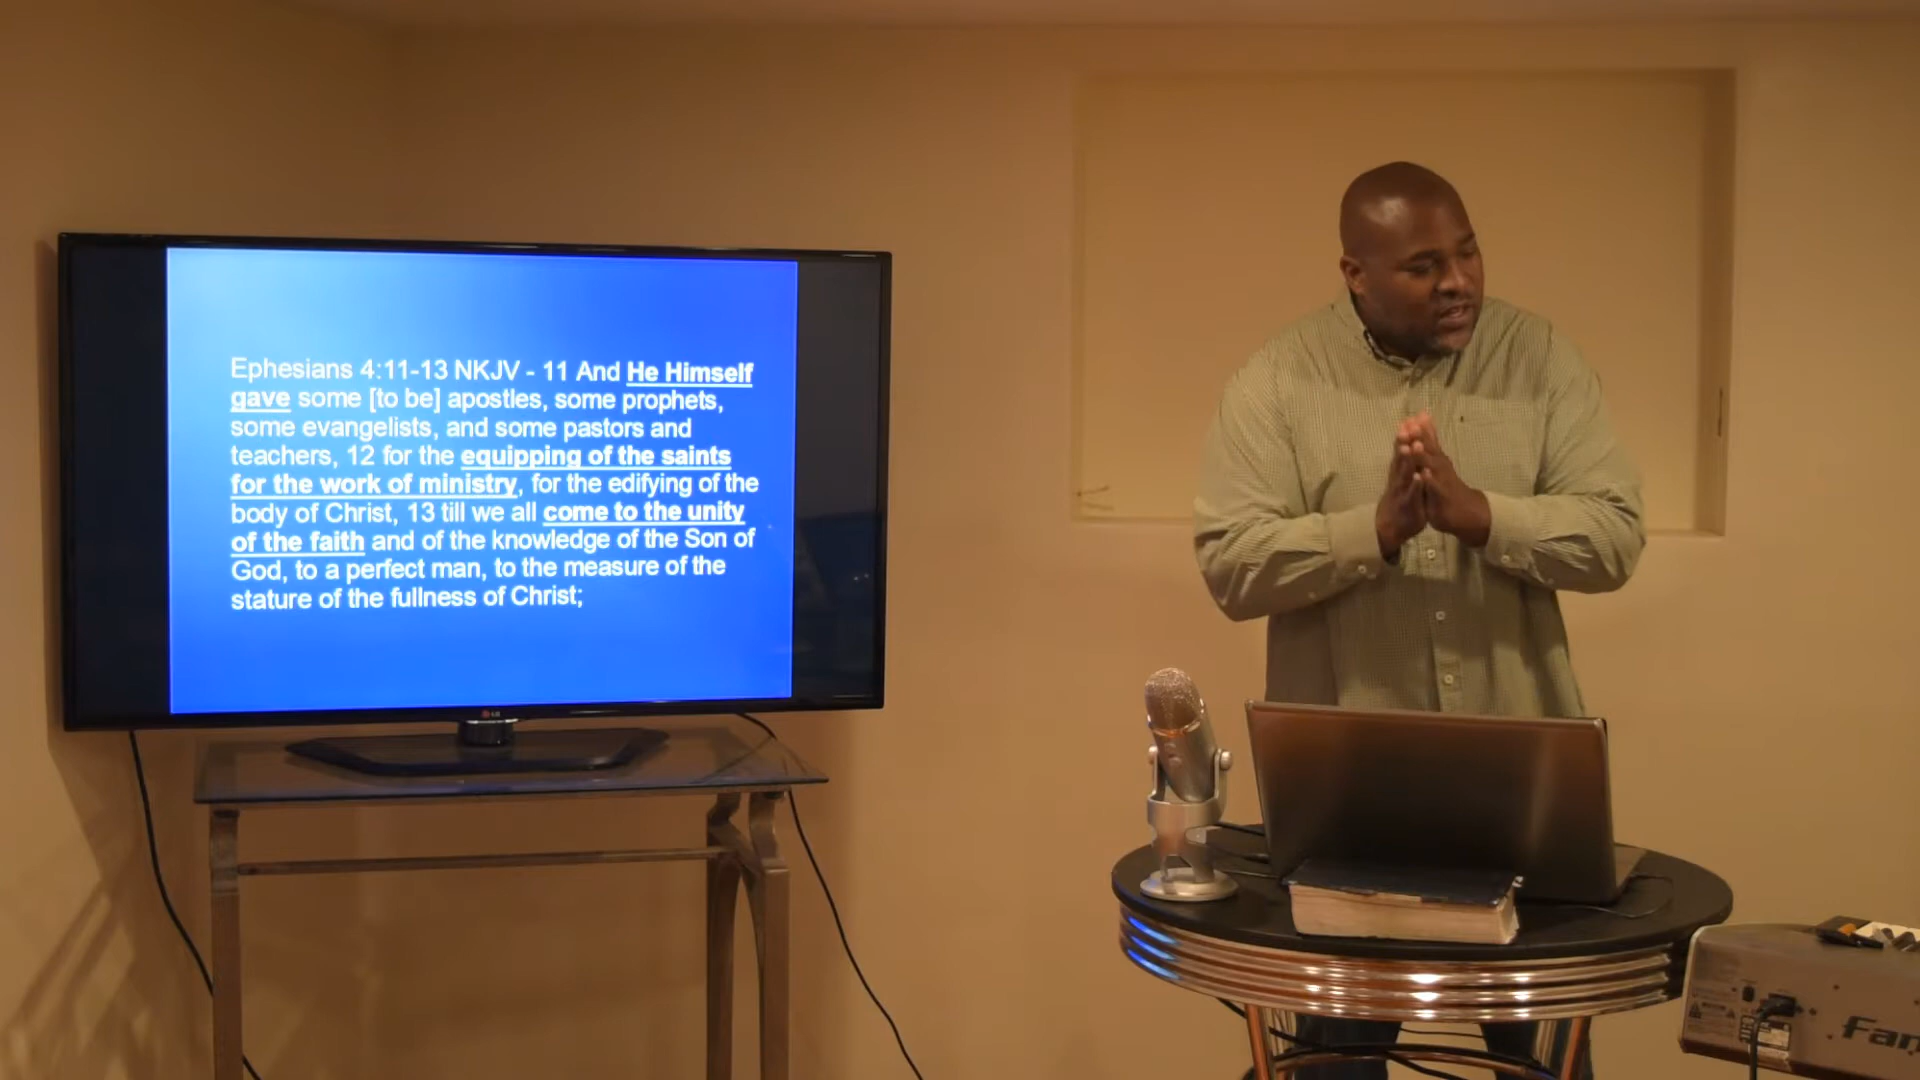 Ephesians 4:11-13 NKJV - 11 And He Himself
gave some [to be] apostles, some prophets,
some evangelists, and some pastors and
teachers, 12 for the equipping of the saints
for the work of ministry, for the edifying of the
body of Christ, 13 till we all come to the unity
of the faith and of the knowledge of the Son of
God, to a perfect man, to the measure of the
stature of the fullness of Christ;
LG